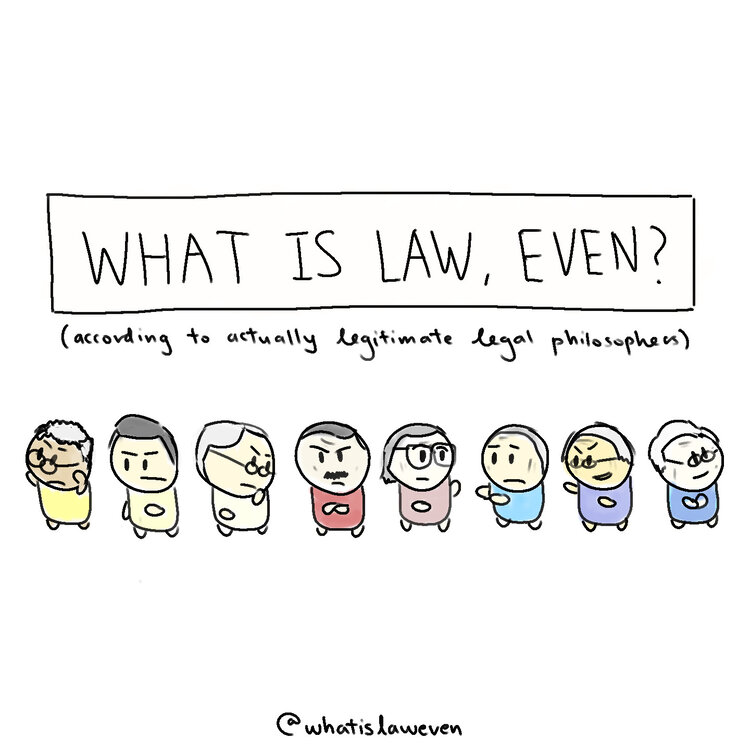 WHAT IS LAW, EVEN?
(according to actually legitimate legal philosophers)
@whatislaweven